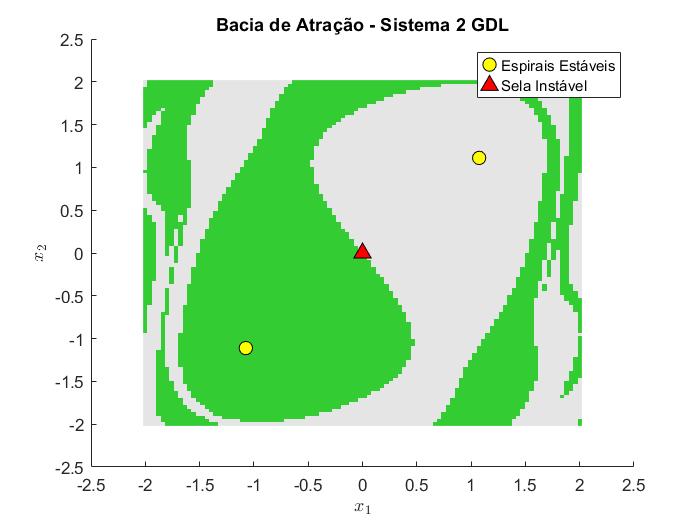 Bacia de Atração - Sistema 2 GDL
Espirais Estáveis
Sela Instável
2.5
2
1.5
1
0.5
0
-0.5
-1
-1.5
-2
-2.5
x2
-2.5 -2 -1.5 -1 -0.5 0 0.5 1 1.5 2 2.5
x1